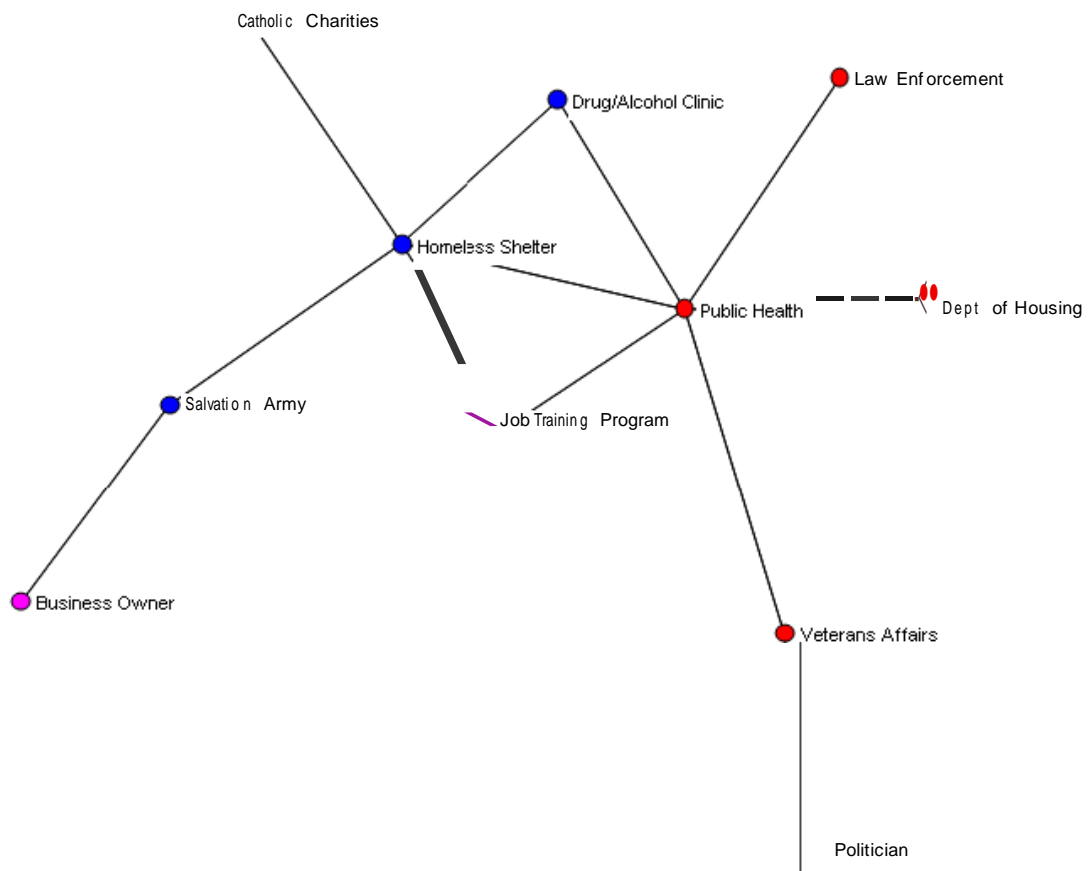 Catholic Charities
Law Enforcement
Drug/Alcohol Clinic
Homeless Shelter
Public Health
Dept of Housing
Salvation Army
Job Training Program
Business Owner
Veterans Affairs
Politician